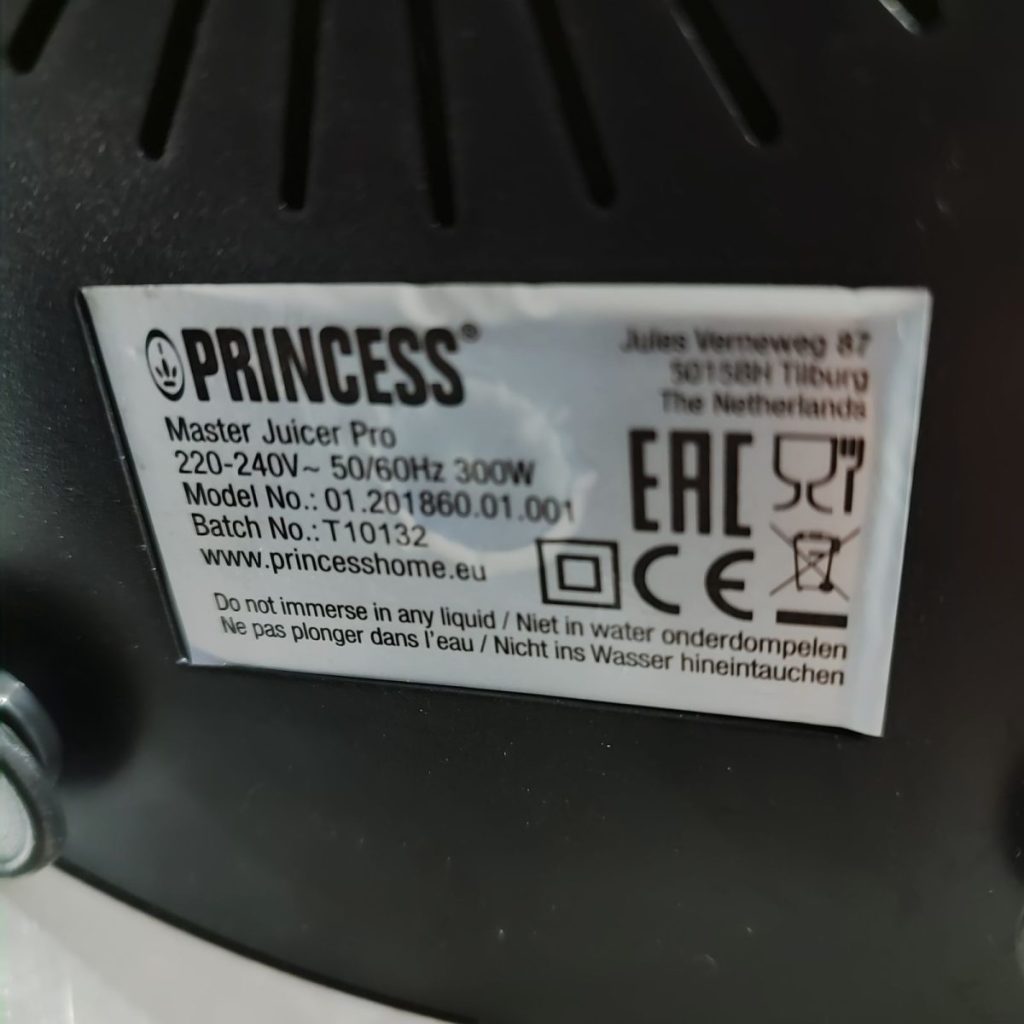 PRINCESS®
Master Juicer Pro
220-240V~ 50/60Hz 300W
Model No.: 01.201860.01.001
Batch No.: T10132
www.princesshome.eu
Jules Verneweg 87
5015BH Tilburg
The Netherlands
EAC
CE
Do not immerse in any liquid / Niet in water onderdompelen
Ne pas plonger dans l'eau / Nicht ins Wasser hineintauchen